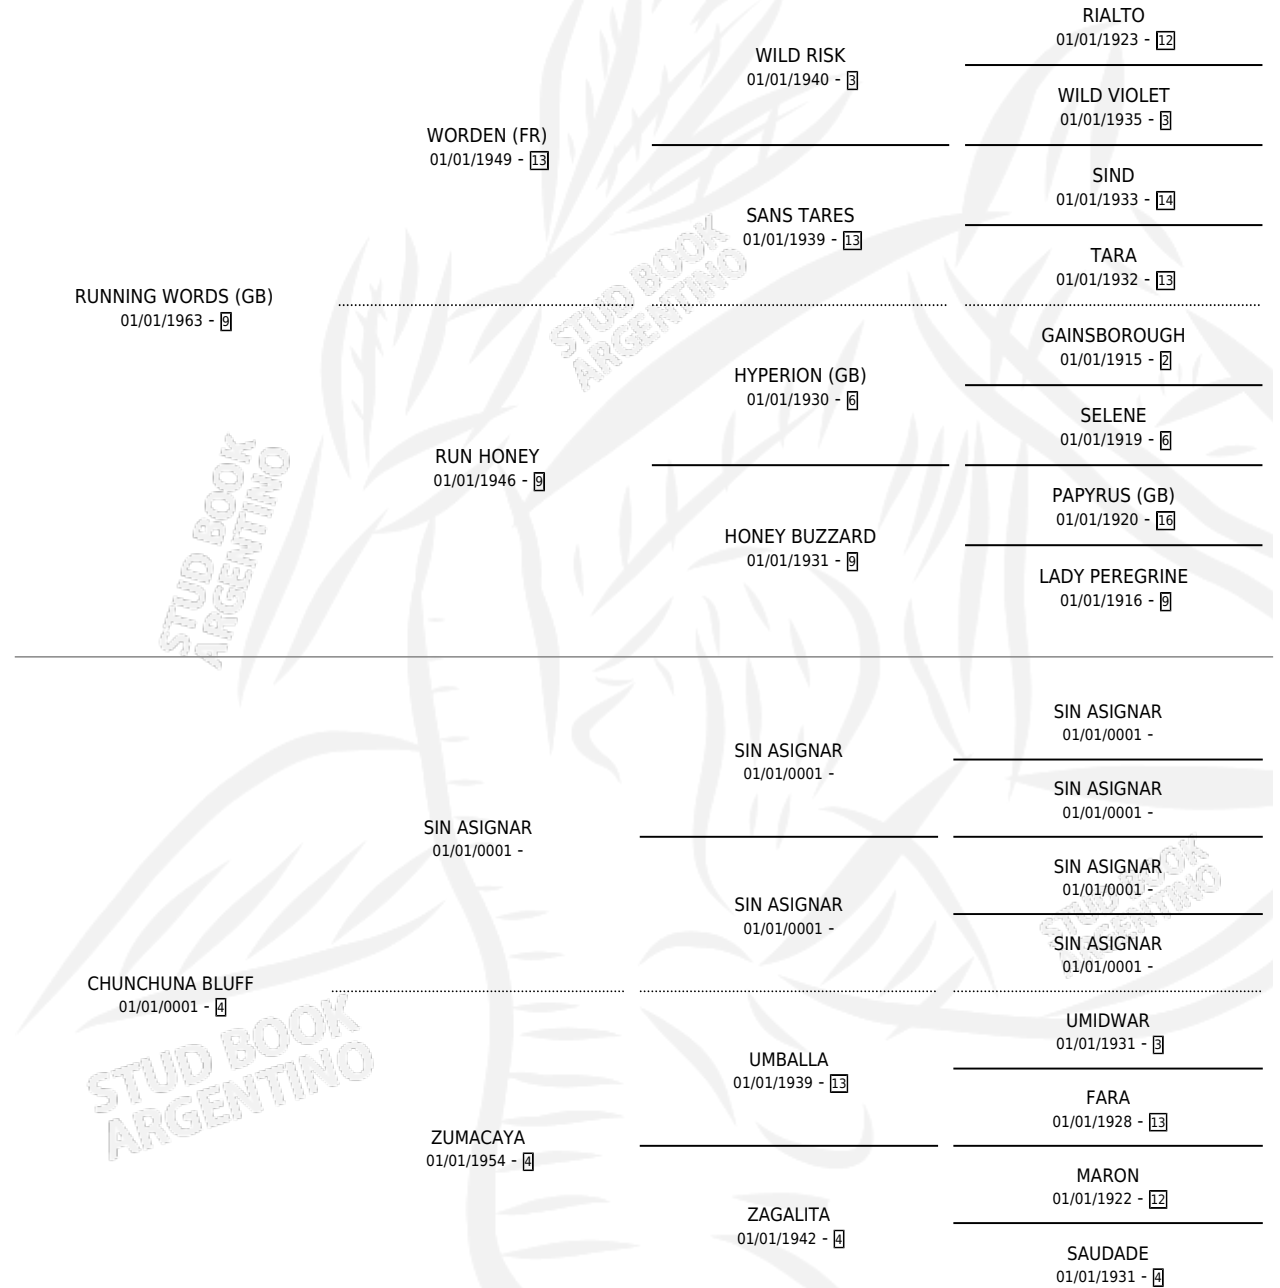 RIALTO
01/01/1923 - 12
WILD RISK
01/01/1940 - 3
WILD VIOLET
01/01/1935 - 3
WORDEN (FR)
01/01/1949 - 13
SIND
01/01/1933 - 14
SANS TARES
01/01/1939 - 13
TARA
01/01/1932 - 13
RUNNING WORDS (GB)
01/01/1963 - 9
GAINSBOROUGH
01/01/1915 - 2
HYPERION (GB)
01/01/1930 - 6
SELENE
01/01/1919 - 6
RUN HONEY
01/01/1946 - 9
PAPYRUS (GB)
01/01/1920 - 16
HONEY BUZZARD
01/01/1931 - 9
LADY PEREGRINE
01/01/1916 - 9
STUD BOOK
ARGENTINO
STUD BOOK
ARGENTINO
SIN ASIGNAR
01/01/0001 -
SIN ASIGNAR
01/01/0001 -
SIN ASIGNAR
01/01/0001 -
SIN ASIGNAR
01/01/0001 -
SIN ASIGNAR
01/01/0001 -
SIN ASIGNAR
01/01/0001 -
SIN ASIGNAR
01/01/0001 -
STUD BOOK
ARGENTINO
CHUNCHUNA BLUFF
01/01/0001 - 4
UMIDWAR
01/01/1931 - 3
UMBALLA
01/01/1939 - 13
FARA
01/01/1928 - 13
ZUMACAYA
01/01/1954 - 4
MARON
01/01/1922 - 12
ZAGALITA
01/01/1942 - 4
SAUDADE
01/01/1931 - 4
STUD BOOK
ARGENTINO